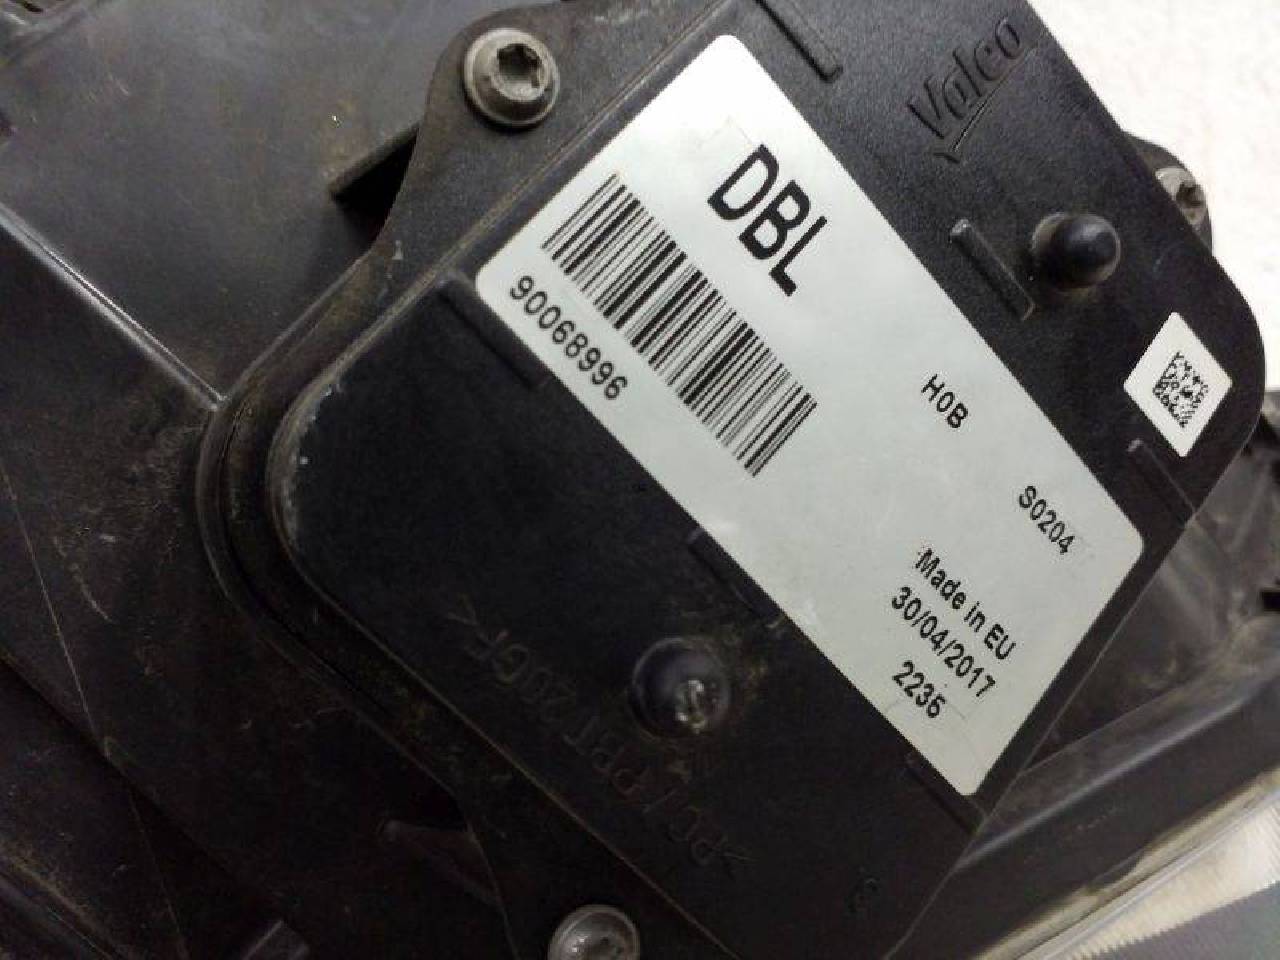 Valeo
DBL
90068996
H0B
S0204
Made in EU
30/04/2017
2236